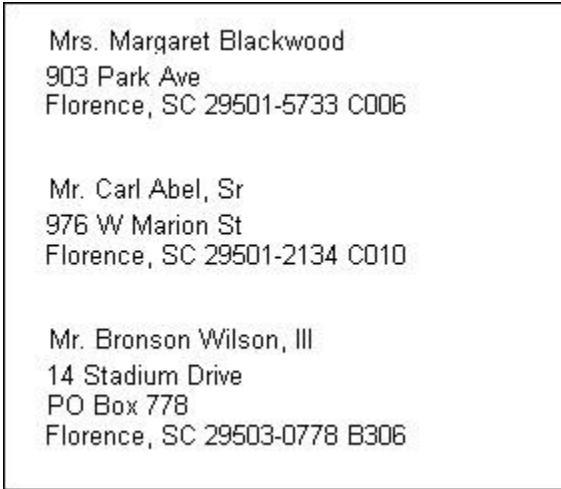 Mrs. Margaret Blackwood
903 Park Ave
Florence, SC 29501-5733 C006
Mr. Carl Abel, Sr
976 W Marion St
Florence, SC 29501-2134 C010
Mr. Bronson Wilson, III
14 Stadium Drive
PO Box 778
Florence, SC 29503-0778 B306